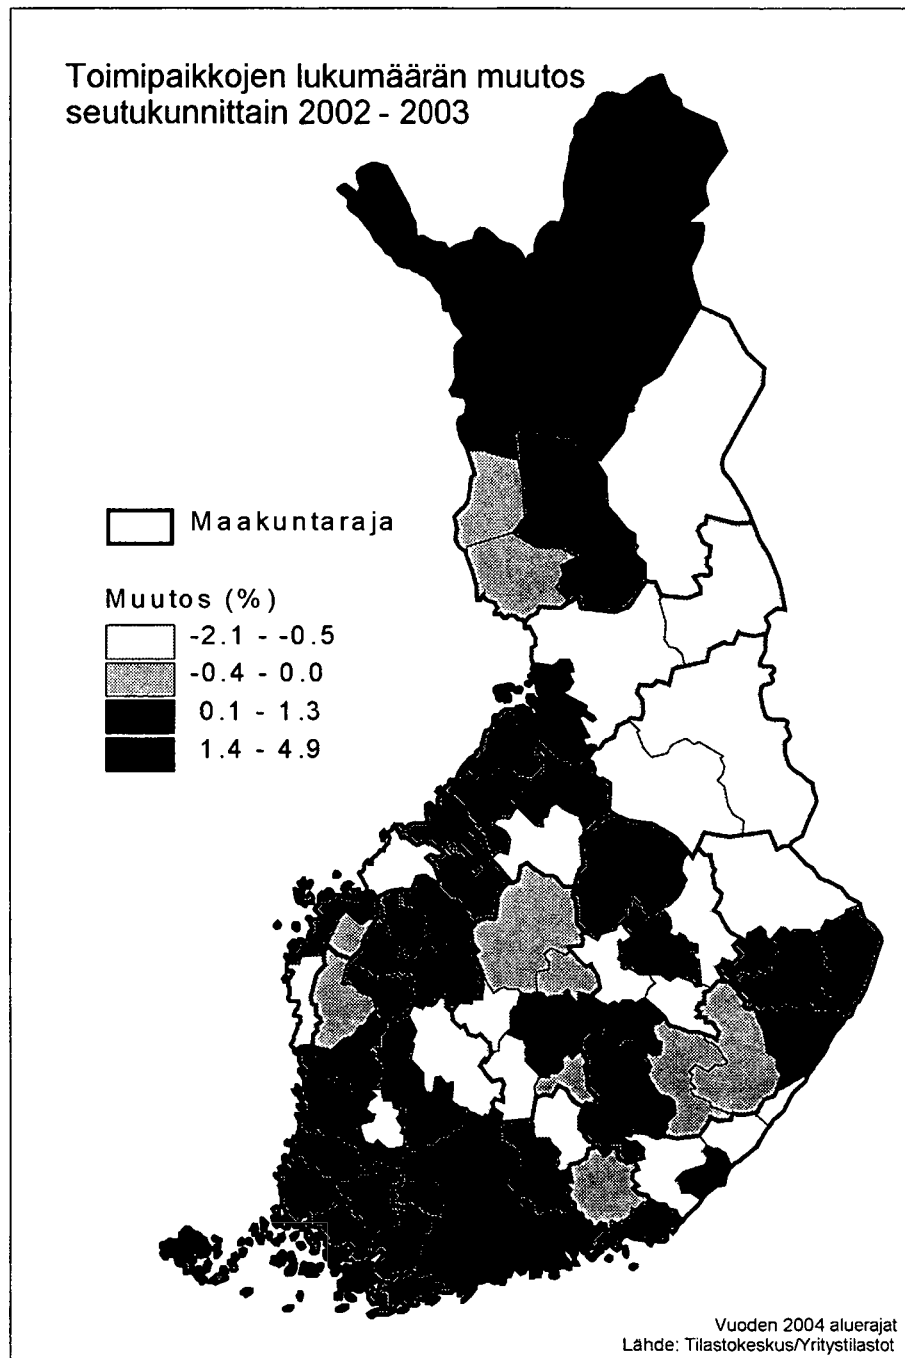 Toimipaikkojen lukumäärän muutos
seutukunnittain 2002 - 2003
Maakuntaraja
Muutos (%)
-2.1 - -0.5
-0.4 - 0.0
0.1 - 1.3
1.4 - 4.9
Vuoden 2004 aluerajat
Lähde: Tilastokeskus/Yritystilastot